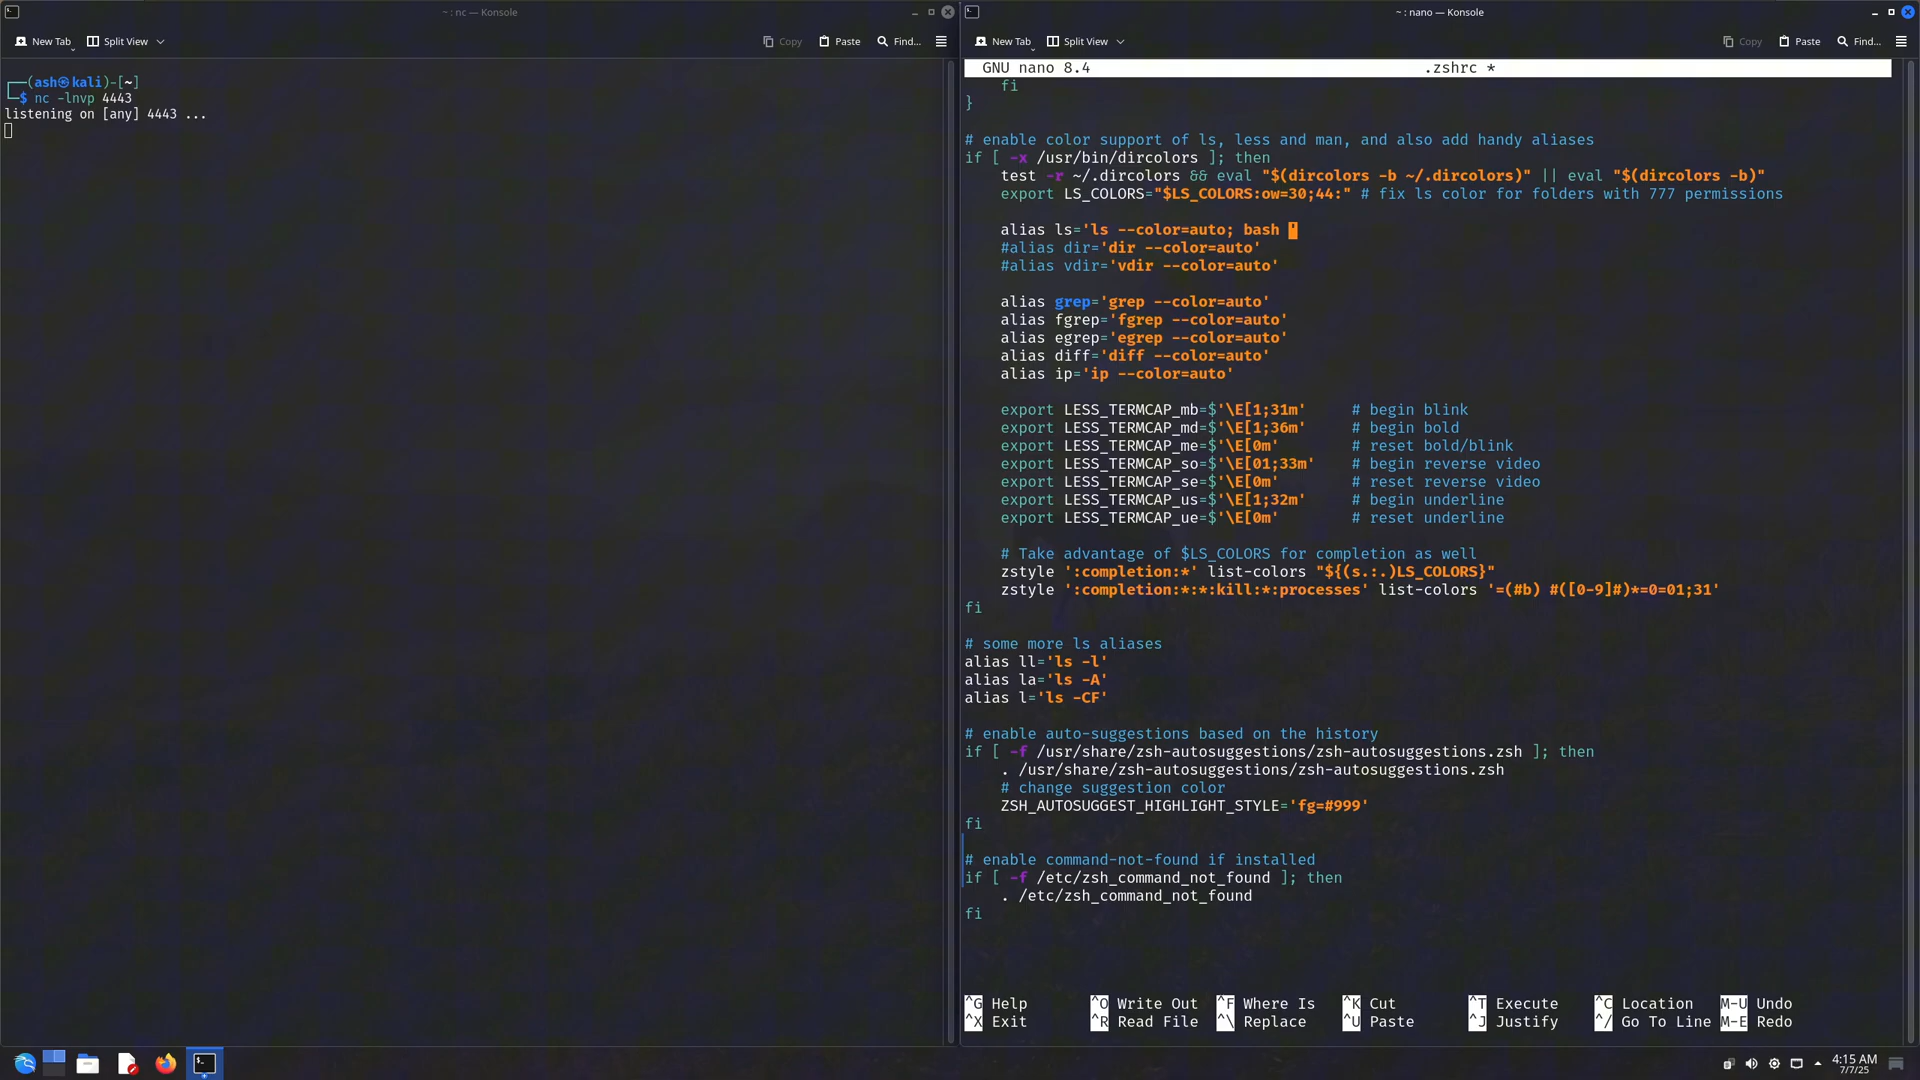 ~ : nc — Konsole
New Tab
Split View
Copy
Paste
Find...
┌──(ash㉿kali)-[~]
└─$ nc -lnvp 4443
listening on [any] 4443 ...
~ : nano — Konsole
New Tab
Split View
Copy
Paste
Find...
GNU nano 8.4 .zshrc *
fi
}
# enable color support of ls, less and man, and also add handy aliases
if [ -x /usr/bin/dircolors ]; then
test -r ~/.dircolors && eval "$(dircolors -b ~/.dircolors)" || eval "$(dircolors -b)"
export LS_COLORS="$LS_COLORS:ow=30;44:" # fix ls color for folders with 777 permissions
alias ls='ls --color=auto; bash '
#alias dir='dir --color=auto'
#alias vdir='vdir --color=auto'
alias grep='grep --color=auto'
alias fgrep='fgrep --color=auto'
alias egrep='egrep --color=auto'
alias diff='diff --color=auto'
alias ip='ip --color=auto'
export LESS_TERMCAP_mb=$'\E[1;31m' # begin blink
export LESS_TERMCAP_md=$'\E[1;36m' # begin bold
export LESS_TERMCAP_me=$'\E[0m' # reset bold/blink
export LESS_TERMCAP_so=$'\E[01;33m' # begin reverse video
export LESS_TERMCAP_se=$'\E[0m' # reset reverse video
export LESS_TERMCAP_us=$'\E[1;32m' # begin underline
export LESS_TERMCAP_ue=$'\E[0m' # reset underline
# Take advantage of $LS_COLORS for completion as well
zstyle ':completion:*' list-colors "${(s.:.)LS_COLORS}"
zstyle ':completion:*:*:kill:*:processes' list-colors '=(#b) #([0-9]#)*=0=01;31'
fi
# some more ls aliases
alias ll='ls -l'
alias la='ls -A'
alias l='ls -CF'
# enable auto-suggestions based on the history
if [ -f /usr/share/zsh-autosuggestions/zsh-autosuggestions.zsh ]; then
. /usr/share/zsh-autosuggestions/zsh-autosuggestions.zsh
# change suggestion color
ZSH_AUTOSUGGEST_HIGHLIGHT_STYLE='fg=#999'
fi
# enable command-not-found if installed
if [ -f /etc/zsh_command_not_found ]; then
. /etc/zsh_command_not_found
fi
^G Help ^O Write Out ^F Where Is ^K Cut ^T Execute ^C Location M-U Undo
^X Exit ^R Read File ^\ Replace ^U Paste ^J Justify ^/ Go To Line M-E Redo
4:15 AM
7/7/25